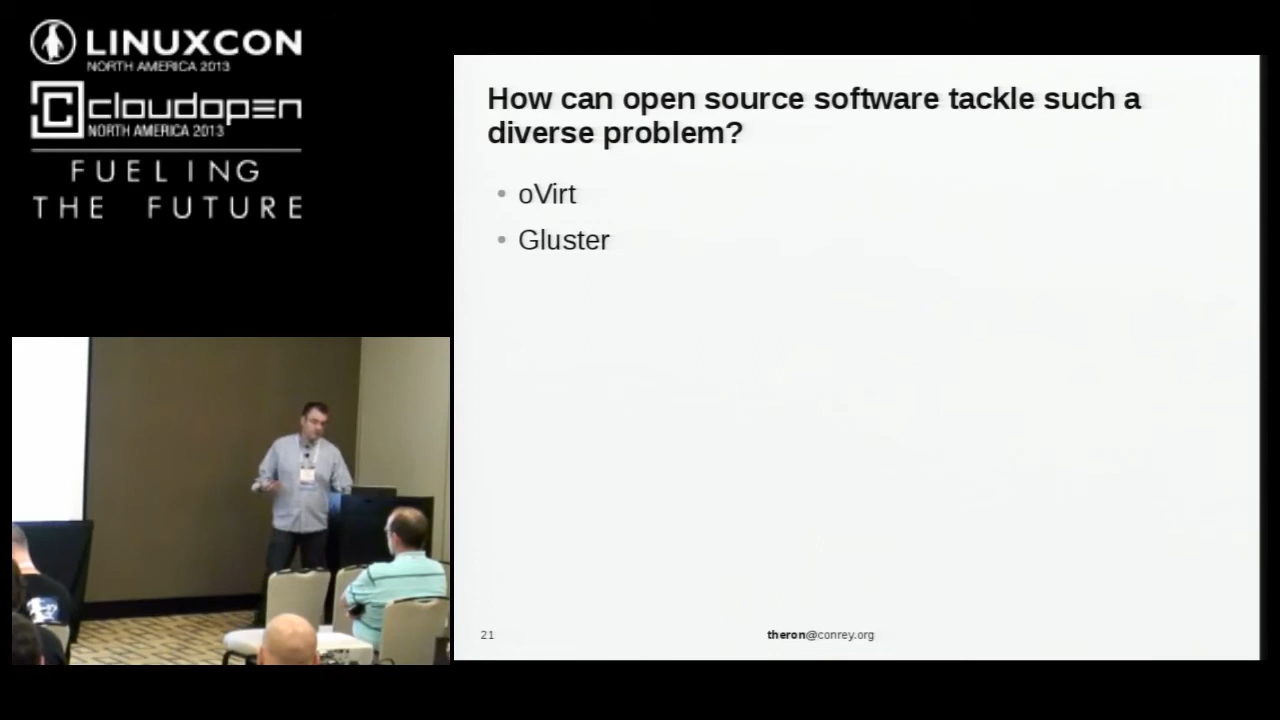 LINUXCON
NORTH AMERICA 2013
cloudopen
NORTH AMERICA 2013
FUELING
THE FUTURE
How can open source software tackle such a
diverse problem?
• oVirt
• Gluster
21
theron@conrey.org